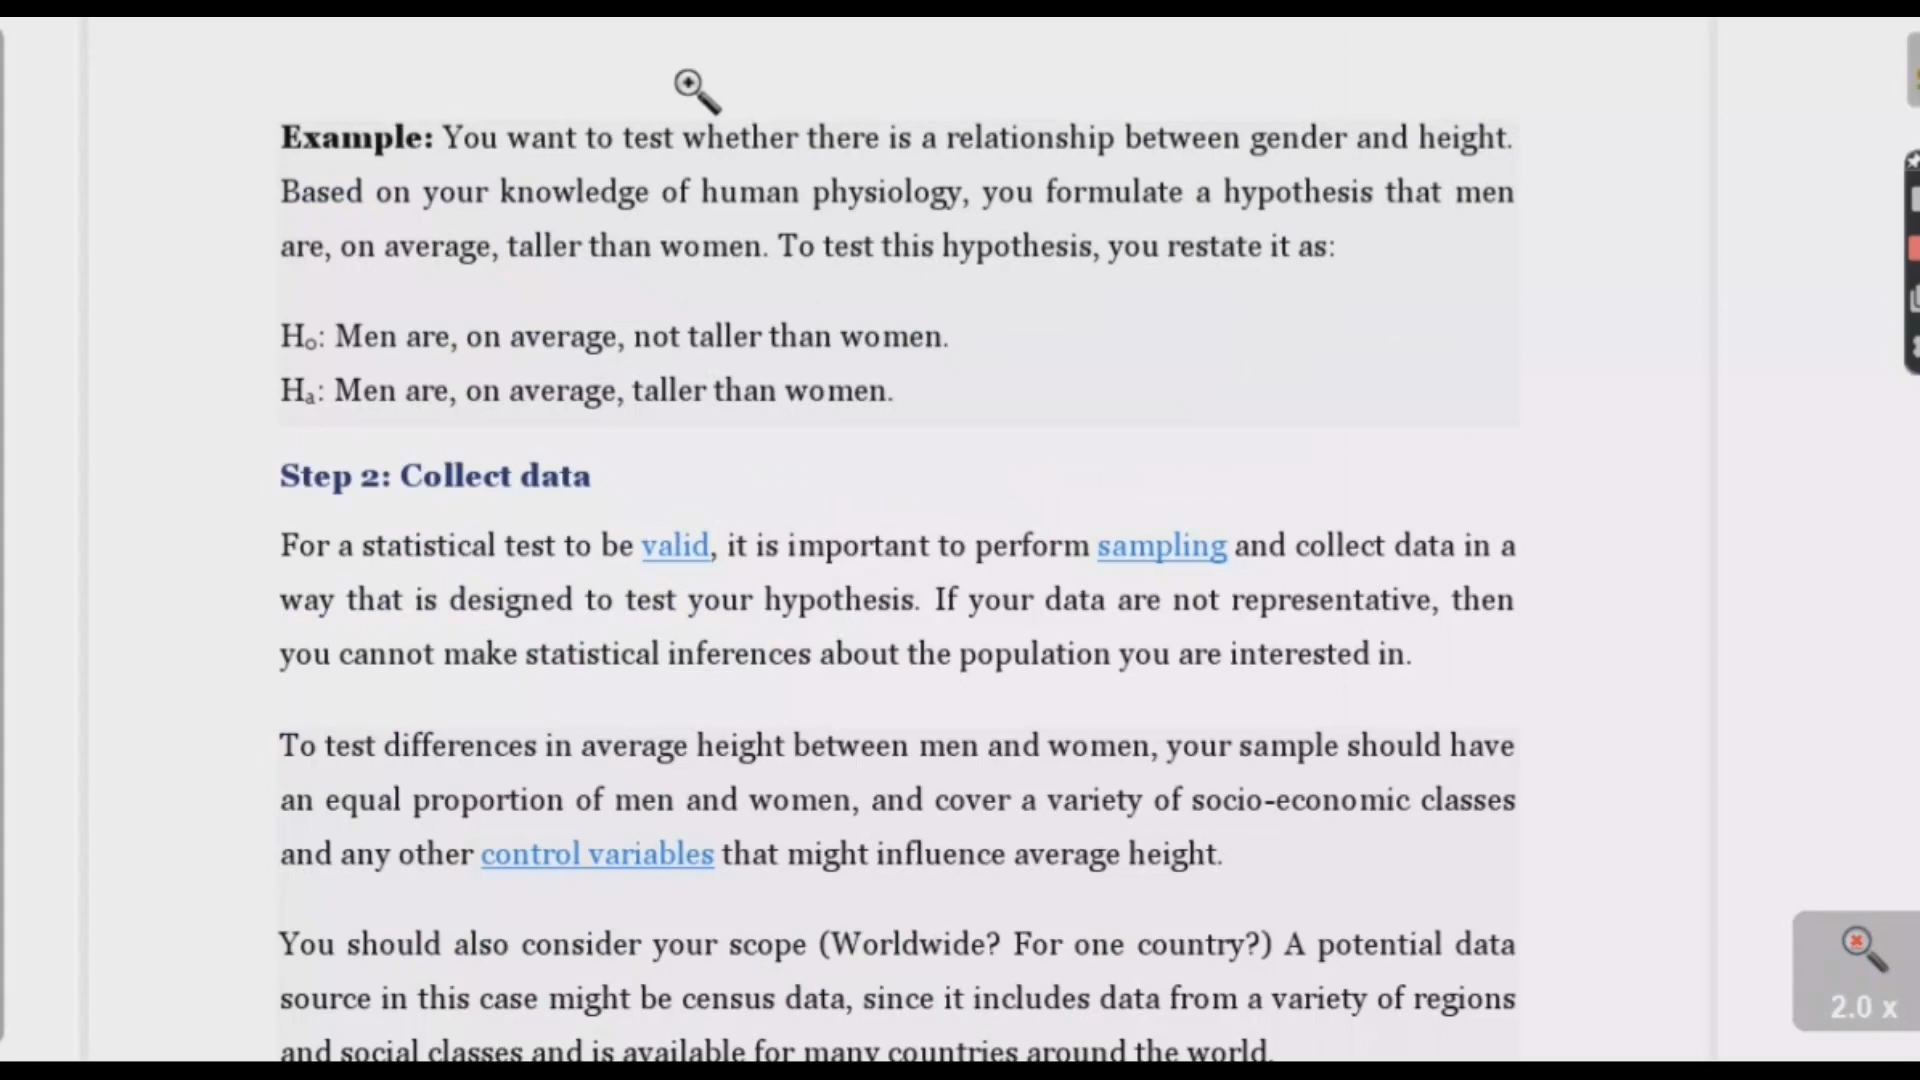 Example: You want to test whether there is a relationship between gender and height.
Based on your knowledge of human physiology, you formulate a hypothesis that men
are, on average, taller than women. To test this hypothesis, you restate it as:
H₀: Men are, on average, not taller than women.
Hₐ: Men are, on average, taller than women.
Step 2: Collect data
For a statistical test to be valid, it is important to perform sampling and collect data in a
way that is designed to test your hypothesis. If your data are not representative, then
you cannot make statistical inferences about the population you are interested in.
To test differences in average height between men and women, your sample should have
an equal proportion of men and women, and cover a variety of socio-economic classes
and any other control variables that might influence average height.
You should also consider your scope (Worldwide? For one country?) A potential data
source in this case might be census data, since it includes data from a variety of regions
and social classes and is available for many countries around the world.
2.0 x